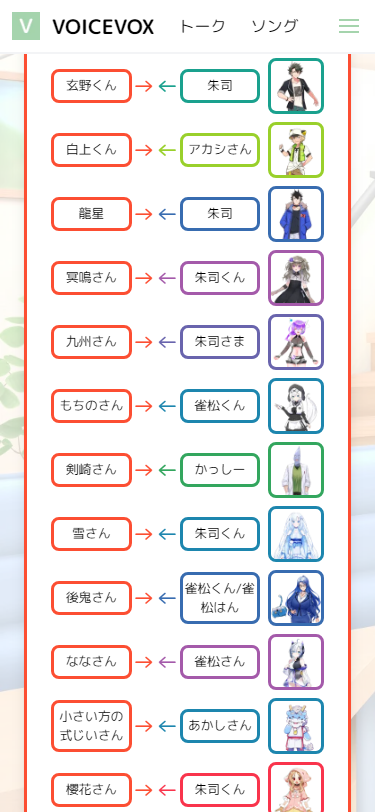 V VOICEVOX トーク ソング
玄野くん 朱司
白上くん アカシさん
龍星 朱司
冥鳴さん 朱司くん
九州さん 朱司さま
もちのさん 雀松くん
剣崎さん かっしー
雪さん 朱司くん
後鬼さん 雀松くん/雀
松はん
ななさん 雀松さん
小さい方の
式じいさん あかしさん
櫻花さん 朱司くん